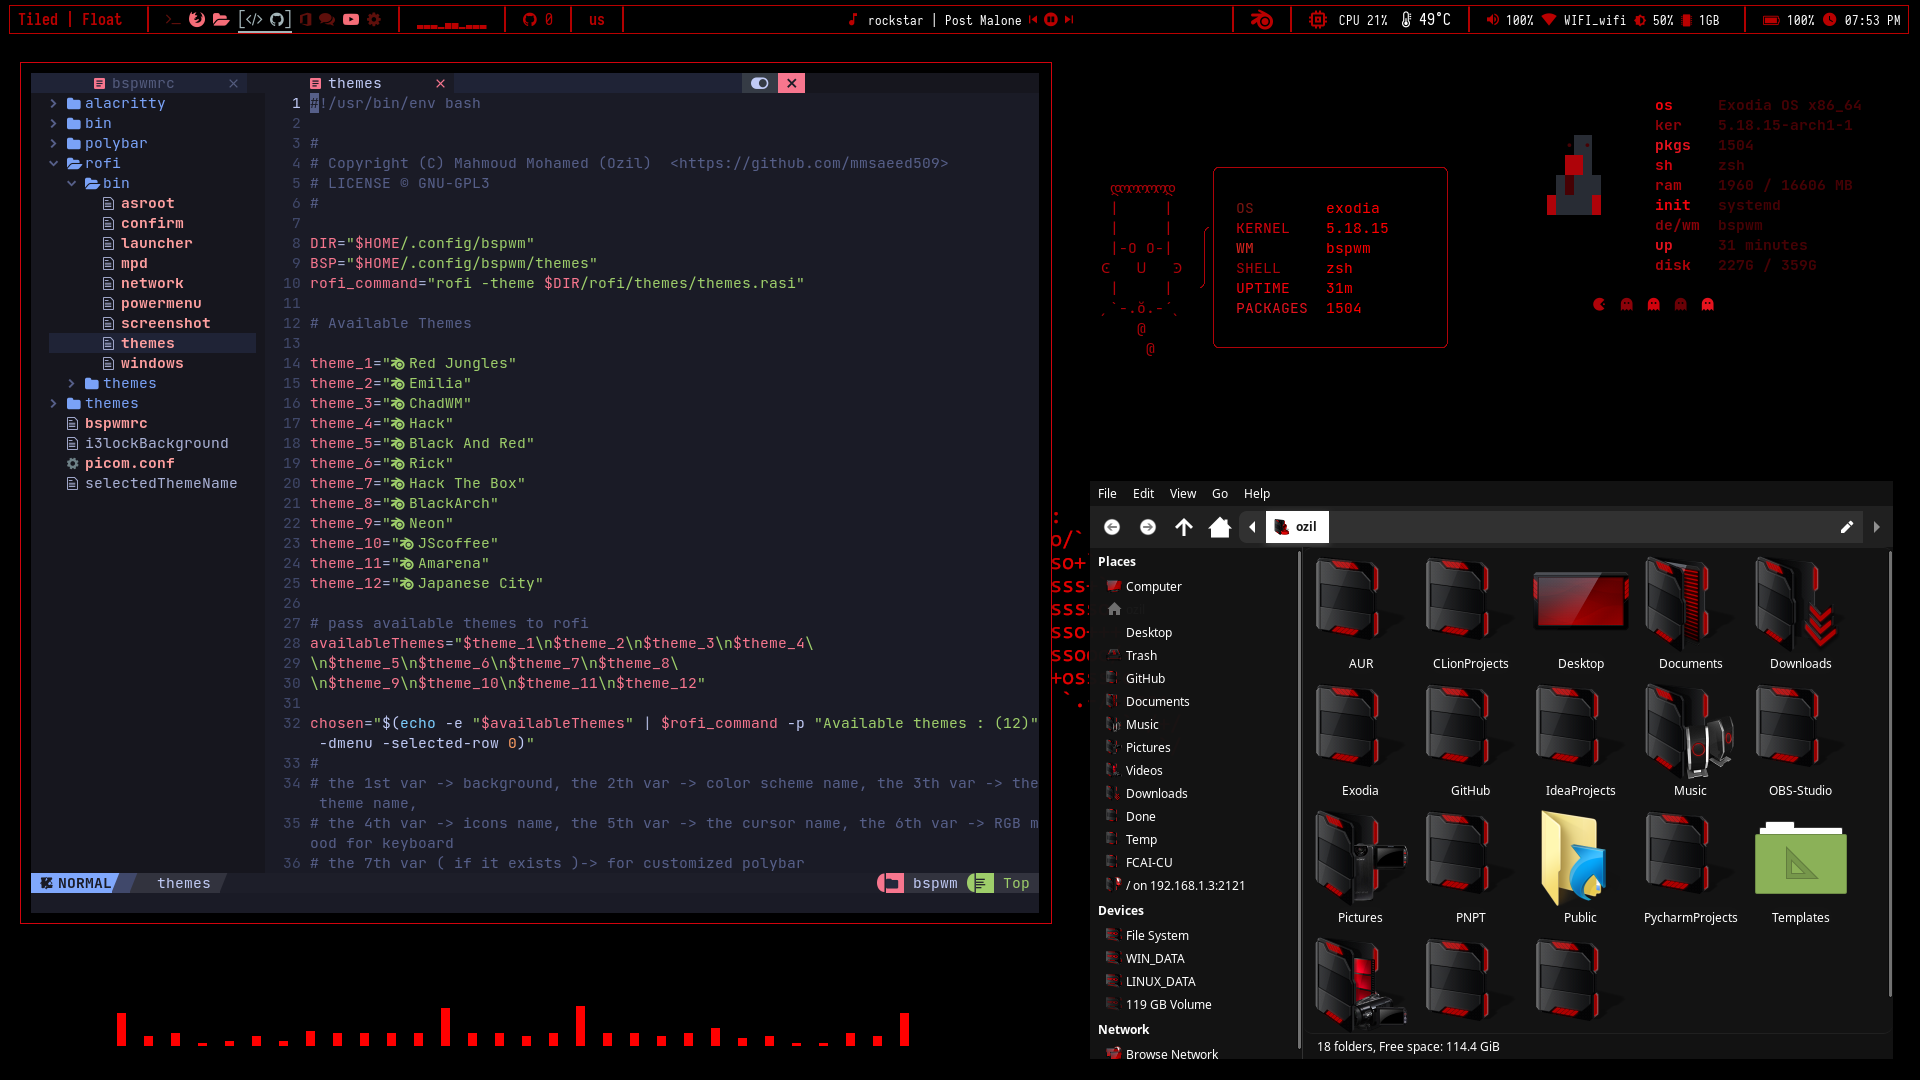 Tiled | Float
0
us
rockstar | Post Malone
CPU 21% 49°C
100% WIFI_wifi 50% 1GB
100% 07:53 PM
bspwmrc
themes
alacritty
bin
polybar
rofi
bin
asroot
confirm
launcher
mpd
network
powermenu
screenshot
themes
windows
themes
themes
bspwmrc
i3lockBackground
picom.conf
selectedThemeName
1 #!/usr/bin/env bash
2
3 #
4 # Copyright (C) Mahmoud Mohamed (Ozil)  <https://github.com/mmsaeed509>
5 # LICENSE © GNU-GPL3
6 #
7
8 DIR="$HOME/.config/bspwm"
9 BSP="$HOME/.config/bspwm/themes"
10 rofi_command="rofi -theme $DIR/rofi/themes/themes.rasi"
11
12 # Available Themes
13
14 theme_1="Red Jungles"
15 theme_2="Emilia"
16 theme_3="ChadWM"
17 theme_4="Hack"
18 theme_5="Black And Red"
19 theme_6="Rick"
20 theme_7="Hack The Box"
21 theme_8="BlackArch"
22 theme_9="Neon"
23 theme_10="JScoffee"
24 theme_11="Amarena"
25 theme_12="Japanese City"
26
27 # pass available themes to rofi
28 availableThemes="$theme_1\n$theme_2\n$theme_3\n$theme_4\
29 \n$theme_5\n$theme_6\n$theme_7\n$theme_8\
30 \n$theme_9\n$theme_10\n$theme_11\n$theme_12"
31
32 chosen="$(echo -e "$availableThemes" | $rofi_command -p "Available themes : (12)"
-dmenu -selected-row 0)"
33 #
34 # the 1st var -> background, the 2th var -> color scheme name, the 3th var -> the
theme name,
35 # the 4th var -> icons name, the 5th var -> the cursor name, the 6th var -> RGB m
ood for keyboard
36 # the 7th var ( if it exists )-> for customized polybar
NORMAL
themes
bspwm
Top
OS exodia
KERNEL 5.18.15
WM bspwm
SHELL zsh
UPTIME 31m
PACKAGES 1504
os Exodia OS x86_64
ker 5.18.15-arch1-1
pkgs 1504
sh zsh
ram 1960 / 16606 MB
init systemd
de/wm bspwm
up 31 minutes
disk 227G / 359G
:
o/`
so+
sss
ssss
sso+
sso
+oss
`.
File Edit View Go Help
ozil
Places
Computer
Desktop
Trash
GitHub
Documents
Music
Pictures
Videos
Downloads
Done
Temp
FCAI-CU
/ on 192.168.1.3:2121
Devices
File System
WIN_DATA
LINUX_DATA
119 GB Volume
Network
Browse Network
AUR
CLionProjects
Desktop
Documents
Downloads
Exodia
GitHub
IdeaProjects
Music
OBS-Studio
Pictures
PNPT
Public
PycharmProjects
Templates
18 folders, Free space: 114.4 GiB